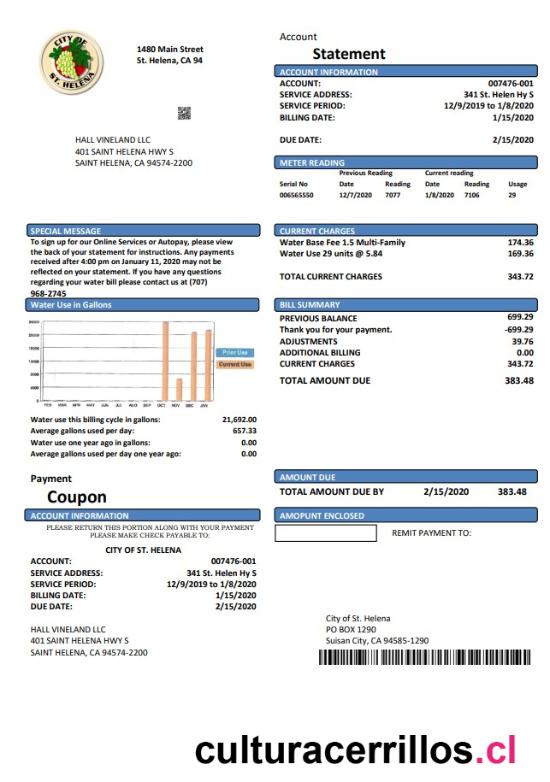 CITY OF
ST. HELENA
1480 Main Street
St. Helena, CA 94
HALL VINELAND LLC
401 SAINT HELENA HWY S
SAINT HELENA, CA 94574-2200
Account
Statement
ACCOUNT INFORMATION
ACCOUNT: 007476-001
SERVICE ADDRESS: 341 St. Helen Hy S
SERVICE PERIOD: 12/9/2019 to 1/8/2020
BILLING DATE: 1/15/2020
DUE DATE: 2/15/2020
METER READING
Previous Reading Current reading
Serial No Date Reading Date Reading Usage
006565550 12/7/2020 7077 1/8/2020 7106 29
SPECIAL MESSAGE
To sign up for our Online Services or Autopay, please view
the back of your statement for instructions. Any payments
received after 4:00 pm on January 11, 2020 may not be
reflected on your statement. If you have any questions
regarding your water bill please contact us at (707)
968-2745
CURRENT CHARGES
Water Base Fee 1.5 Multi-Family 174.36
Water Use 29 units @ 5.84 169.36
TOTAL CURRENT CHARGES 343.72
Water Use in Gallons
Prior Use
Current Use
FEB MAR APR MAY JUN JUL AUG SEP OCT NOV DEC JAN
Water use this billing cycle in gallons: 21,692.00
Average gallons used per day: 657.33
Water use one year ago in gallons: 0.00
Average gallons used per day one year ago: 0.00
BILL SUMMARY
PREVIOUS BALANCE 699.29
Thank you for your payment. -699.29
ADJUSTMENTS 39.76
ADDITIONAL BILLING 0.00
CURRENT CHARGES 343.72
TOTAL AMOUNT DUE 383.48
Payment
Coupon
ACCOUNT INFORMATION
PLEASE RETURN THIS PORTION ALONG WITH YOUR PAYMENT
PLEASE MAKE CHECK PAYABLE TO:
CITY OF ST. HELENA
ACCOUNT: 007476-001
SERVICE ADDRESS: 341 St. Helen Hy S
SERVICE PERIOD: 12/9/2019 to 1/8/2020
BILLING DATE: 1/15/2020
DUE DATE: 2/15/2020
HALL VINELAND LLC
401 SAINT HELENA HWY S
SAINT HELENA, CA 94574-2200
AMOUNT DUE
TOTAL AMOUNT DUE BY 2/15/2020 383.48
AMOPUNT ENCLOSED
REMIT PAYMENT TO:
City of St. Helena
PO BOX 1290
Suisan City, CA 94585-1290
culturacerrillos.cl